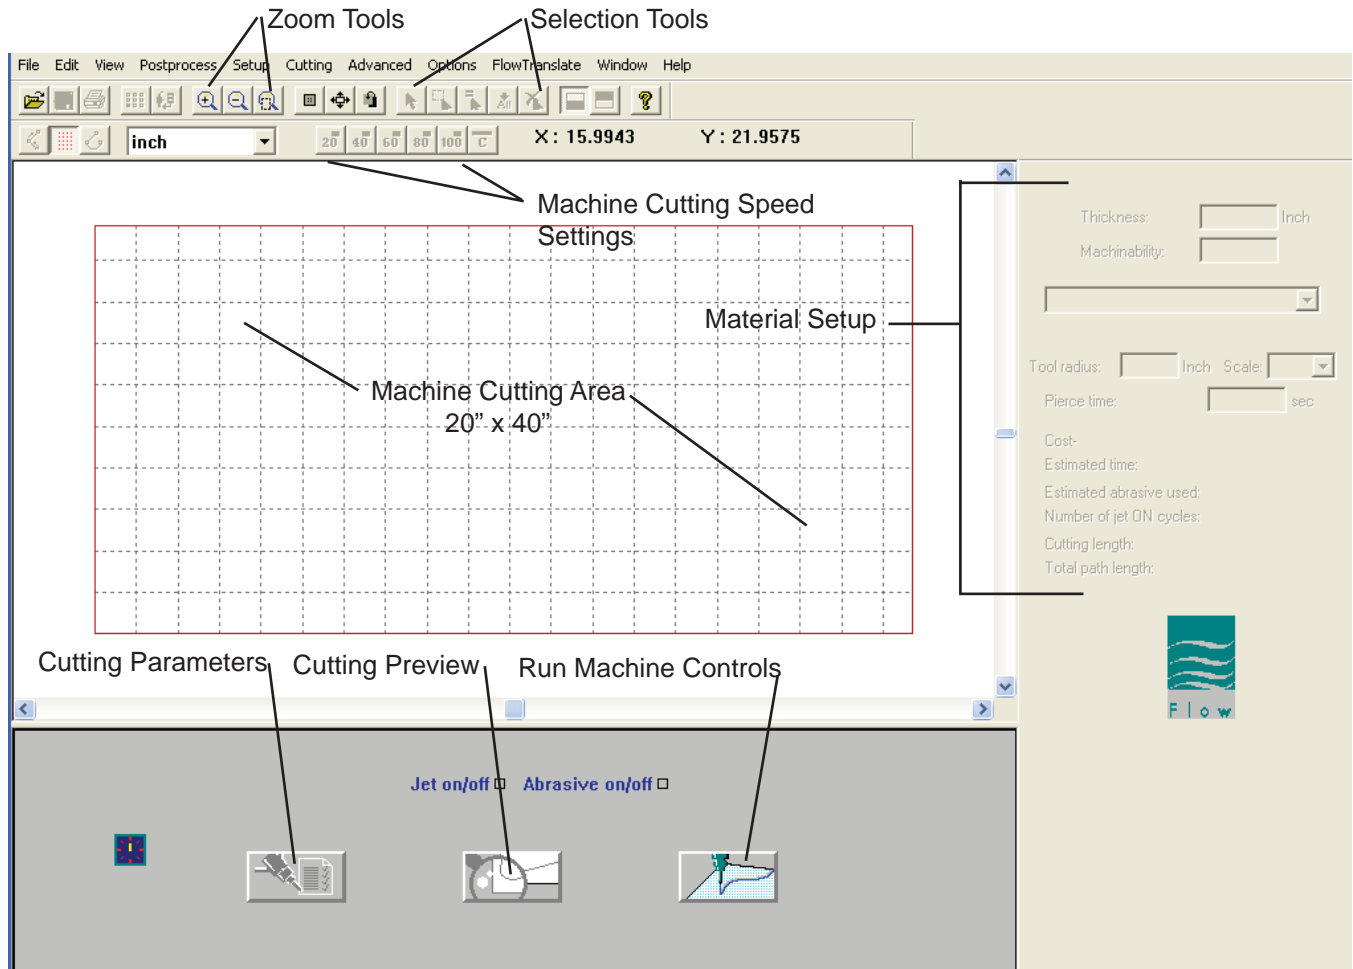 Zoom Tools Selection Tools
File Edit View Postprocess Setup Cutting Advanced Options FlowTranslate Window Help
All
inch 20 40 60 80 100 C X: 15.9943 Y: 21.9575
Machine Cutting Speed
Settings
Thickness: Inch
Machinability:
Material Setup
Tool radius: Inch Scale:
Machine Cutting Area
20” x 40”
Pierce time: sec
Cost-
Estimated time:
Estimated abrasive used:
Number of jet ON cycles:
Cutting length:
Total path length:
Cutting Parameters Cutting Preview Run Machine Controls
Flow
Jet on/off Abrasive on/off